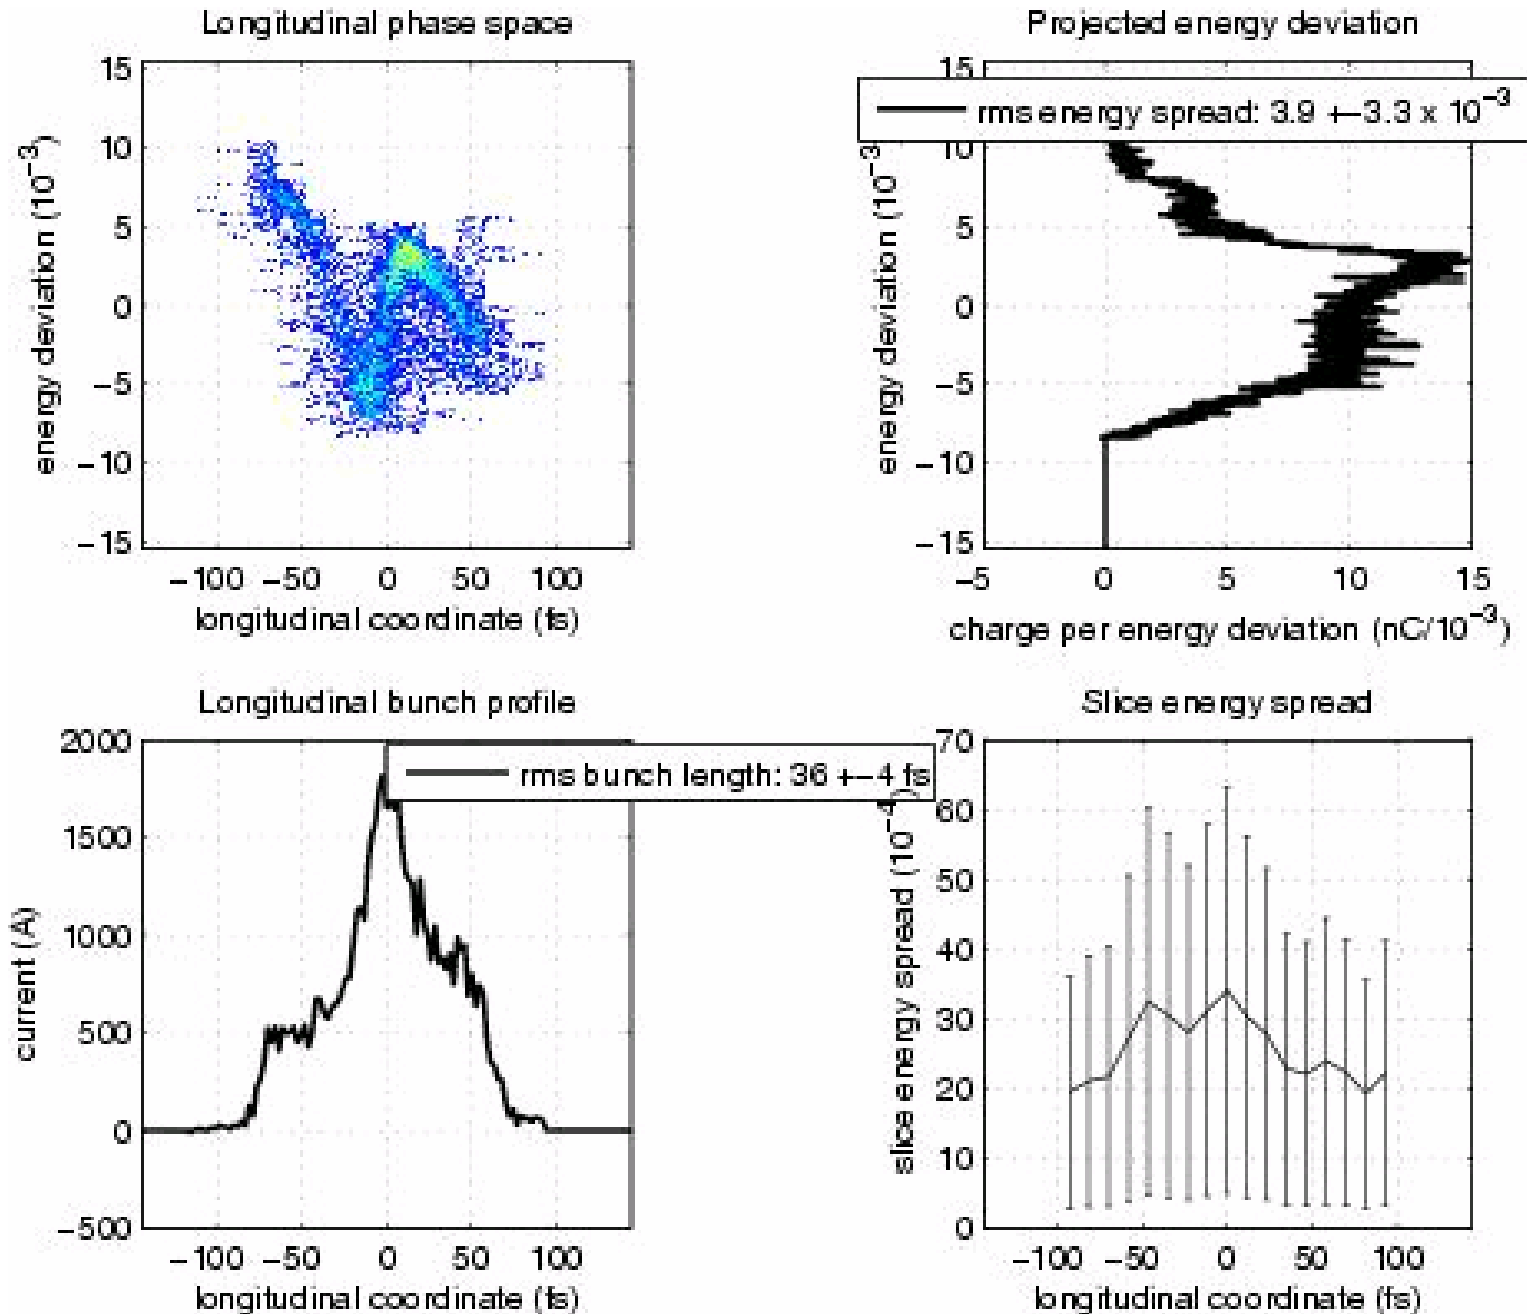 Longitudinal phase space
15
10
5
0
−5
−10
−15
energy deviation (10−3)
−100 −50 0 50 100
longitudinal coordinate (fs)
Projected energy deviation
15
rms energy spread: 3.9 +−3.3 x 10−3
10
5
0
−5
−10
−15
energy deviation (10−3
−5 0 5 10 15
charge per energy deviation (nC/10−3)
Longitudinal bunch profile
2000
rms bunch length: 36 +−4 fs
1500
1000
500
0
−500
current (A)
−100 −50 0 50 100
longitudinal coordinate (fs)
Slice energy spread
70
60
50
40
30
20
10
0
slice energy spread (10−4)
−100 −50 0 50 100
longitudinal coordinate (fs)